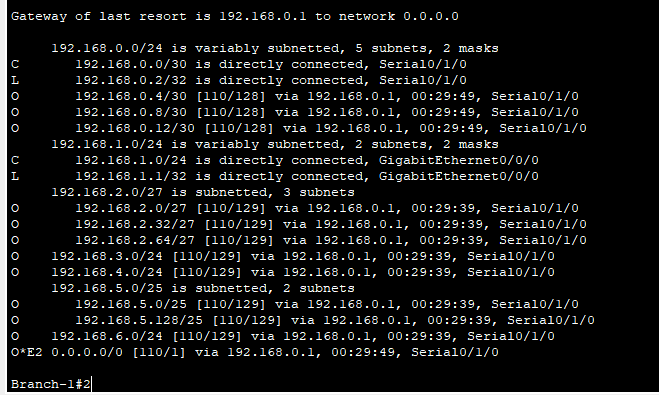 Gateway of last resort is 192.168.0.1 to network 0.0.0.0
192.168.0.0/24 is variably subnetted, 5 subnets, 2 masks
C 192.168.0.0/30 is directly connected, Serial0/1/0
L 192.168.0.2/32 is directly connected, Serial0/1/0
O 192.168.0.4/30 [110/128] via 192.168.0.1, 00:29:49, Serial0/1/0
O 192.168.0.8/30 [110/128] via 192.168.0.1, 00:29:49, Serial0/1/0
O 192.168.0.12/30 [110/128] via 192.168.0.1, 00:29:49, Serial0/1/0
192.168.1.0/24 is variably subnetted, 2 subnets, 2 masks
C 192.168.1.0/24 is directly connected, GigabitEthernet0/0/0
L 192.168.1.1/32 is directly connected, GigabitEthernet0/0/0
192.168.2.0/27 is subnetted, 3 subnets
O 192.168.2.0/27 [110/129] via 192.168.0.1, 00:29:39, Serial0/1/0
O 192.168.2.32/27 [110/129] via 192.168.0.1, 00:29:39, Serial0/1/0
O 192.168.2.64/27 [110/129] via 192.168.0.1, 00:29:39, Serial0/1/0
O 192.168.3.0/24 [110/129] via 192.168.0.1, 00:29:39, Serial0/1/0
O 192.168.4.0/24 [110/129] via 192.168.0.1, 00:29:39, Serial0/1/0
192.168.5.0/25 is subnetted, 2 subnets
O 192.168.5.0/25 [110/129] via 192.168.0.1, 00:29:39, Serial0/1/0
O 192.168.5.128/25 [110/129] via 192.168.0.1, 00:29:39, Serial0/1/0
O 192.168.6.0/24 [110/129] via 192.168.0.1, 00:29:39, Serial0/1/0
O*E2 0.0.0.0/0 [110/1] via 192.168.0.1, 00:29:49, Serial0/1/0
Branch-1#2